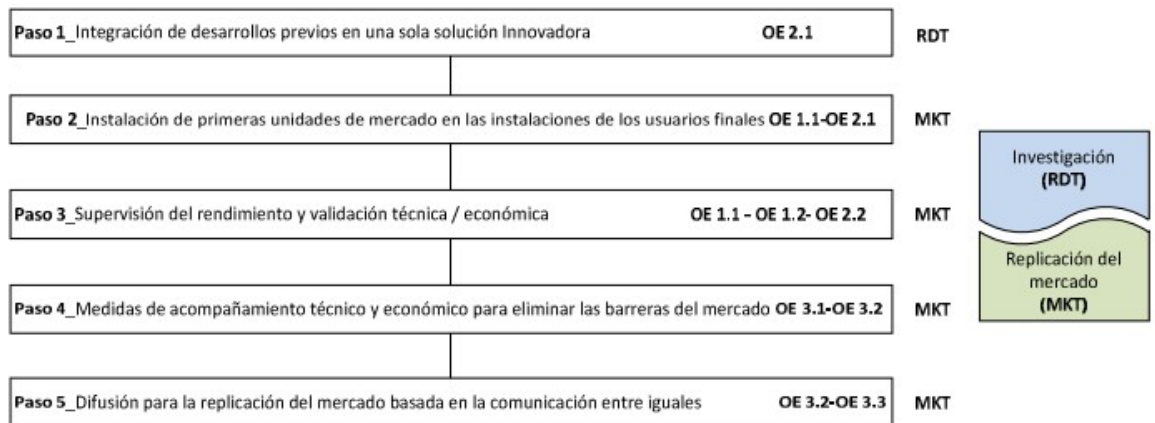 Paso 1_Integración de desarrollos previos en una sola solución Innovadora OE 2.1 RDT
Paso 2_Instalación de primeras unidades de mercado en las instalaciones de los usuarios finales OE 1.1-OE 2.1 MKT
Paso 3_Supervisión del rendimiento y validación técnica / económica OE 1.1 – OE 1.2- OE 2.2 MKT
Paso 4_Medidas de acompañamiento técnico y económico para eliminar las barreras del mercado OE 3.1-OE 3.2 MKT
Paso 5_Difusión para la replicación del mercado basada en la comunicación entre iguales OE 3.2-OE 3.3 MKT
Investigación
(RDT)
Replicación del
mercado
(MKT)